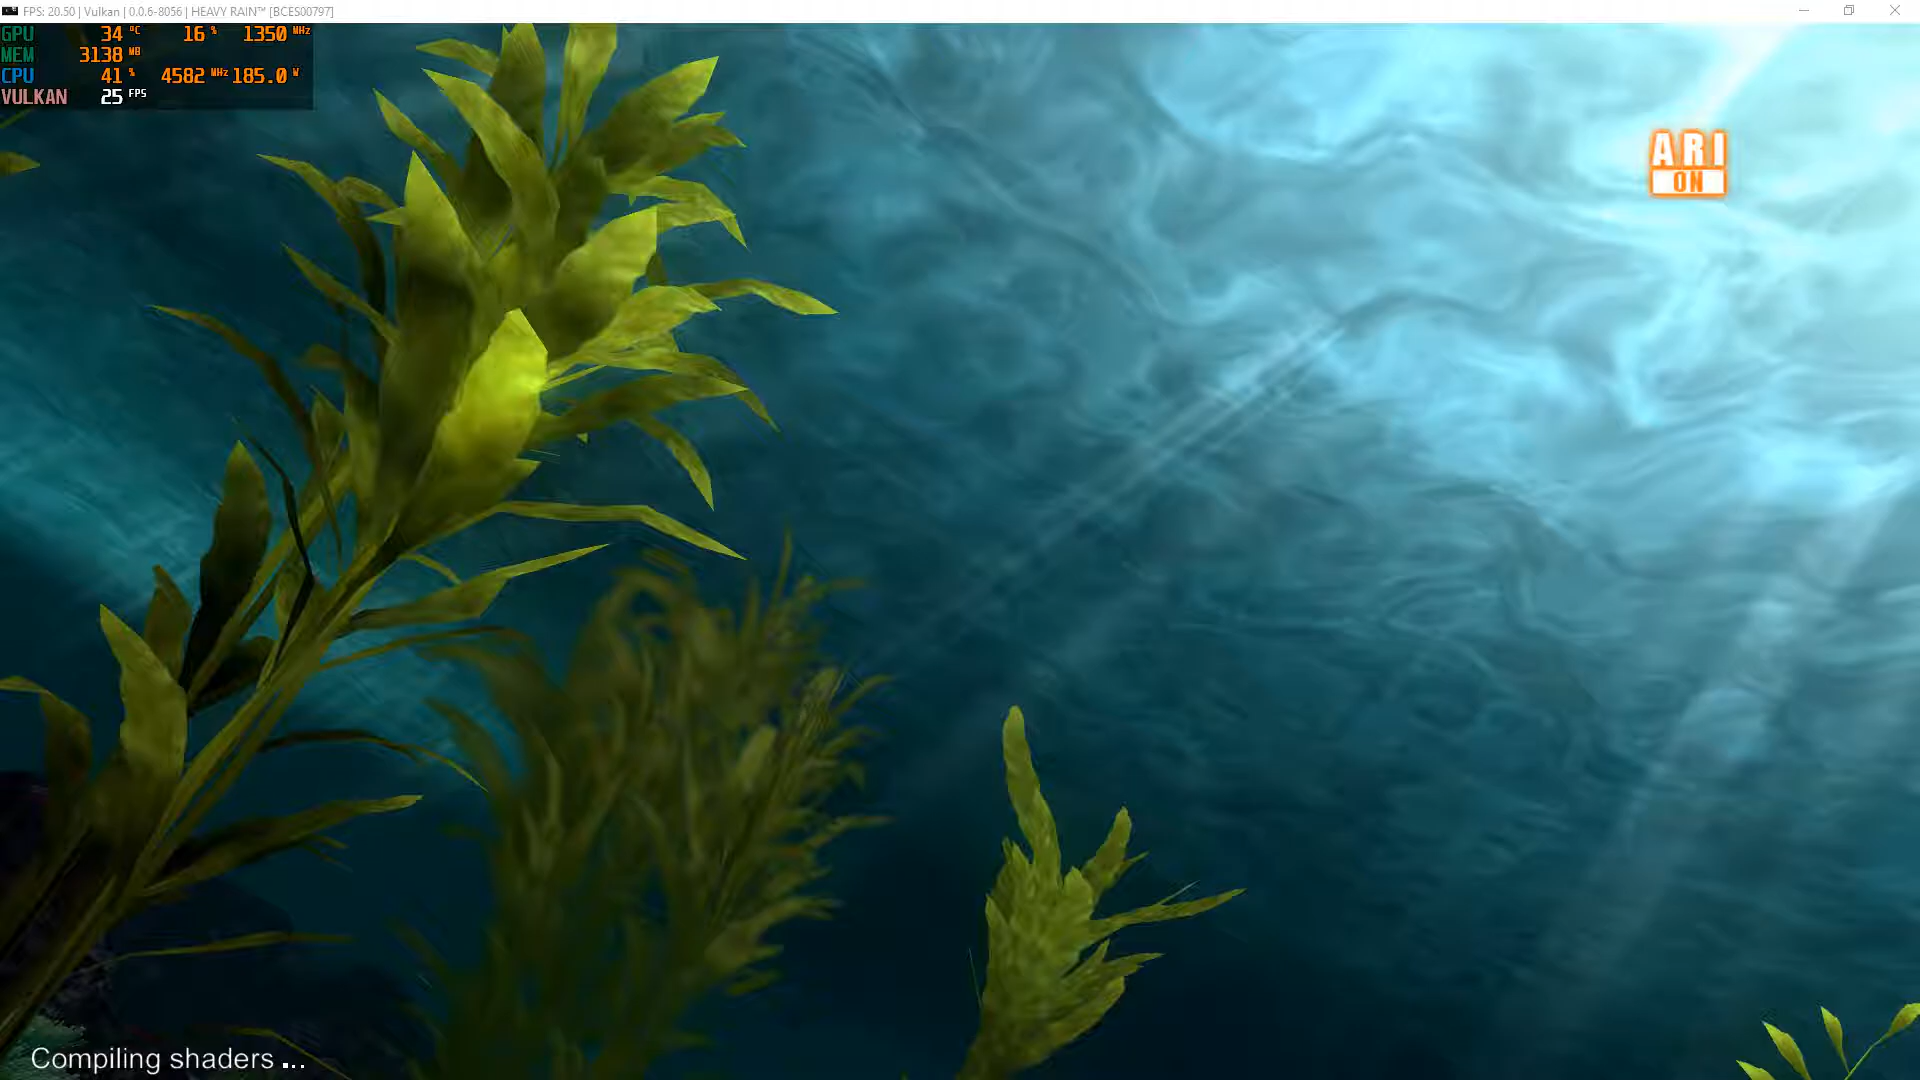 FPS: 20.50 | Vulkan | 0.0.6-8056 | HEAVY RAIN™ [BCES00797]
GPU 34 °C 16 % 1350 MHz
MEM 3138 MB
CPU 41 % 4582 MHz 185.0 W
VULKAN 25 FPS
ARI
ON
Compiling shaders ...